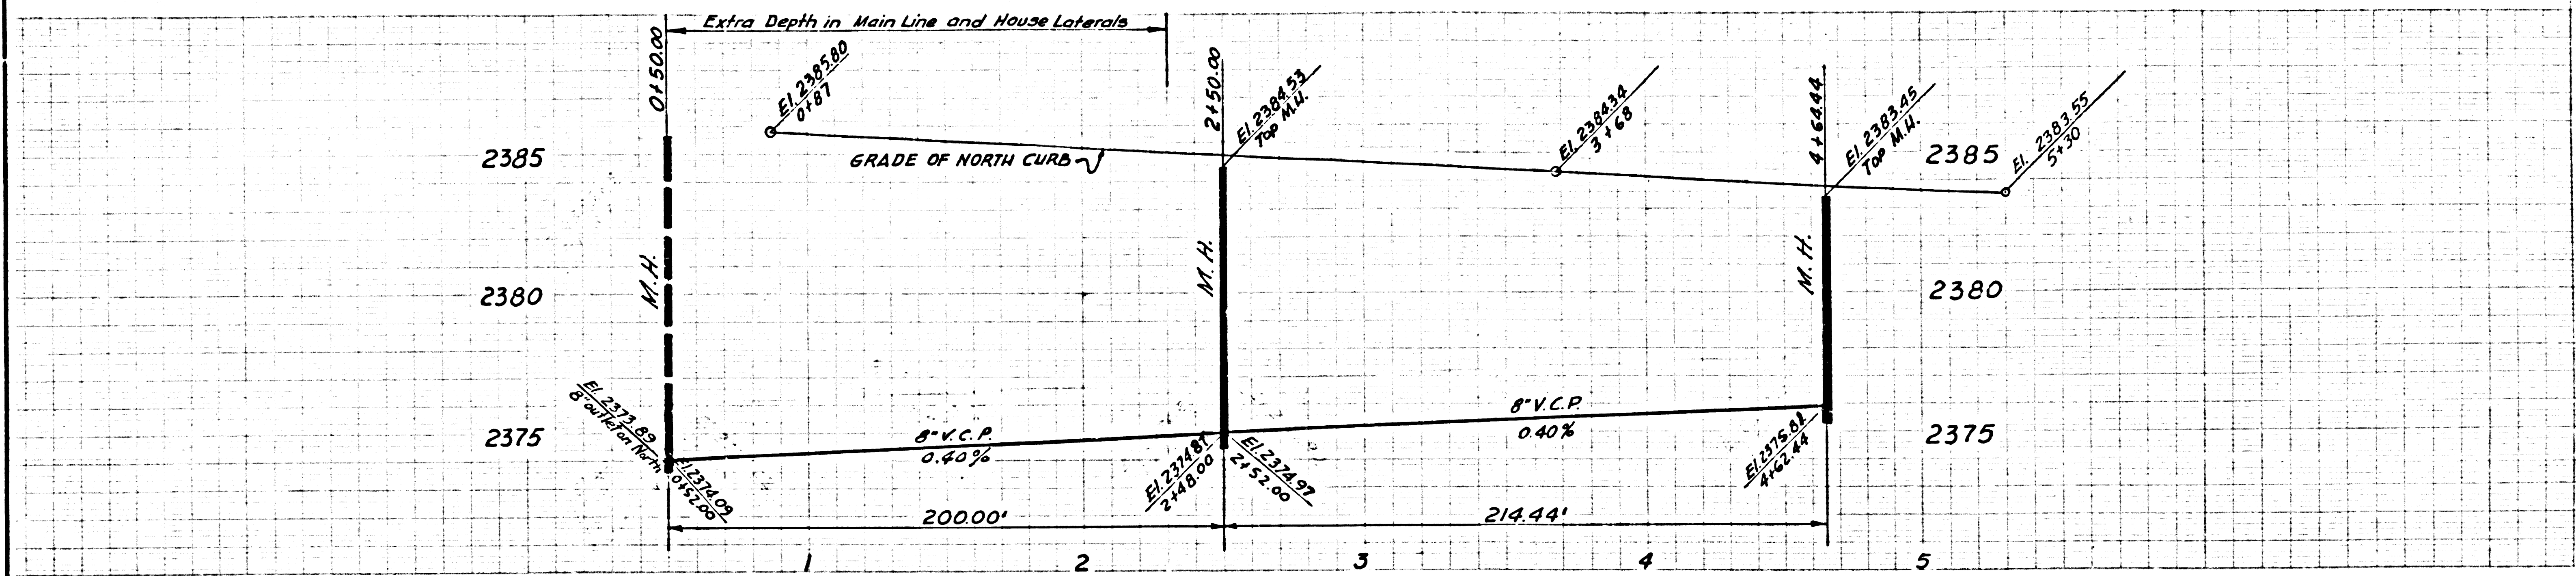 Extra Depth in Main Line and House Laterals
0+50.00
El. 2385.80
0+87
2+50.00
El. 2384.53
Top M.H.
El. 2384.34
3+68
4+64.44
El. 2383.45
Top M.H.
El. 2383.55
5+30
2385
GRADE OF NORTH CURB
2385
M.H.
M.H.
M.H.
2380
2380
El. 2373.89
8" outlet on North
2375
8" V.C.P.
0.40%
8" V.C.P.
0.40%
2375
El. 2374.09
0+52.00
El. 2374.87
2+48.00
El. 2374.97
2+52.00
El. 2375.82
4+62.44
200.00'
214.44'
1
2
3
4
5